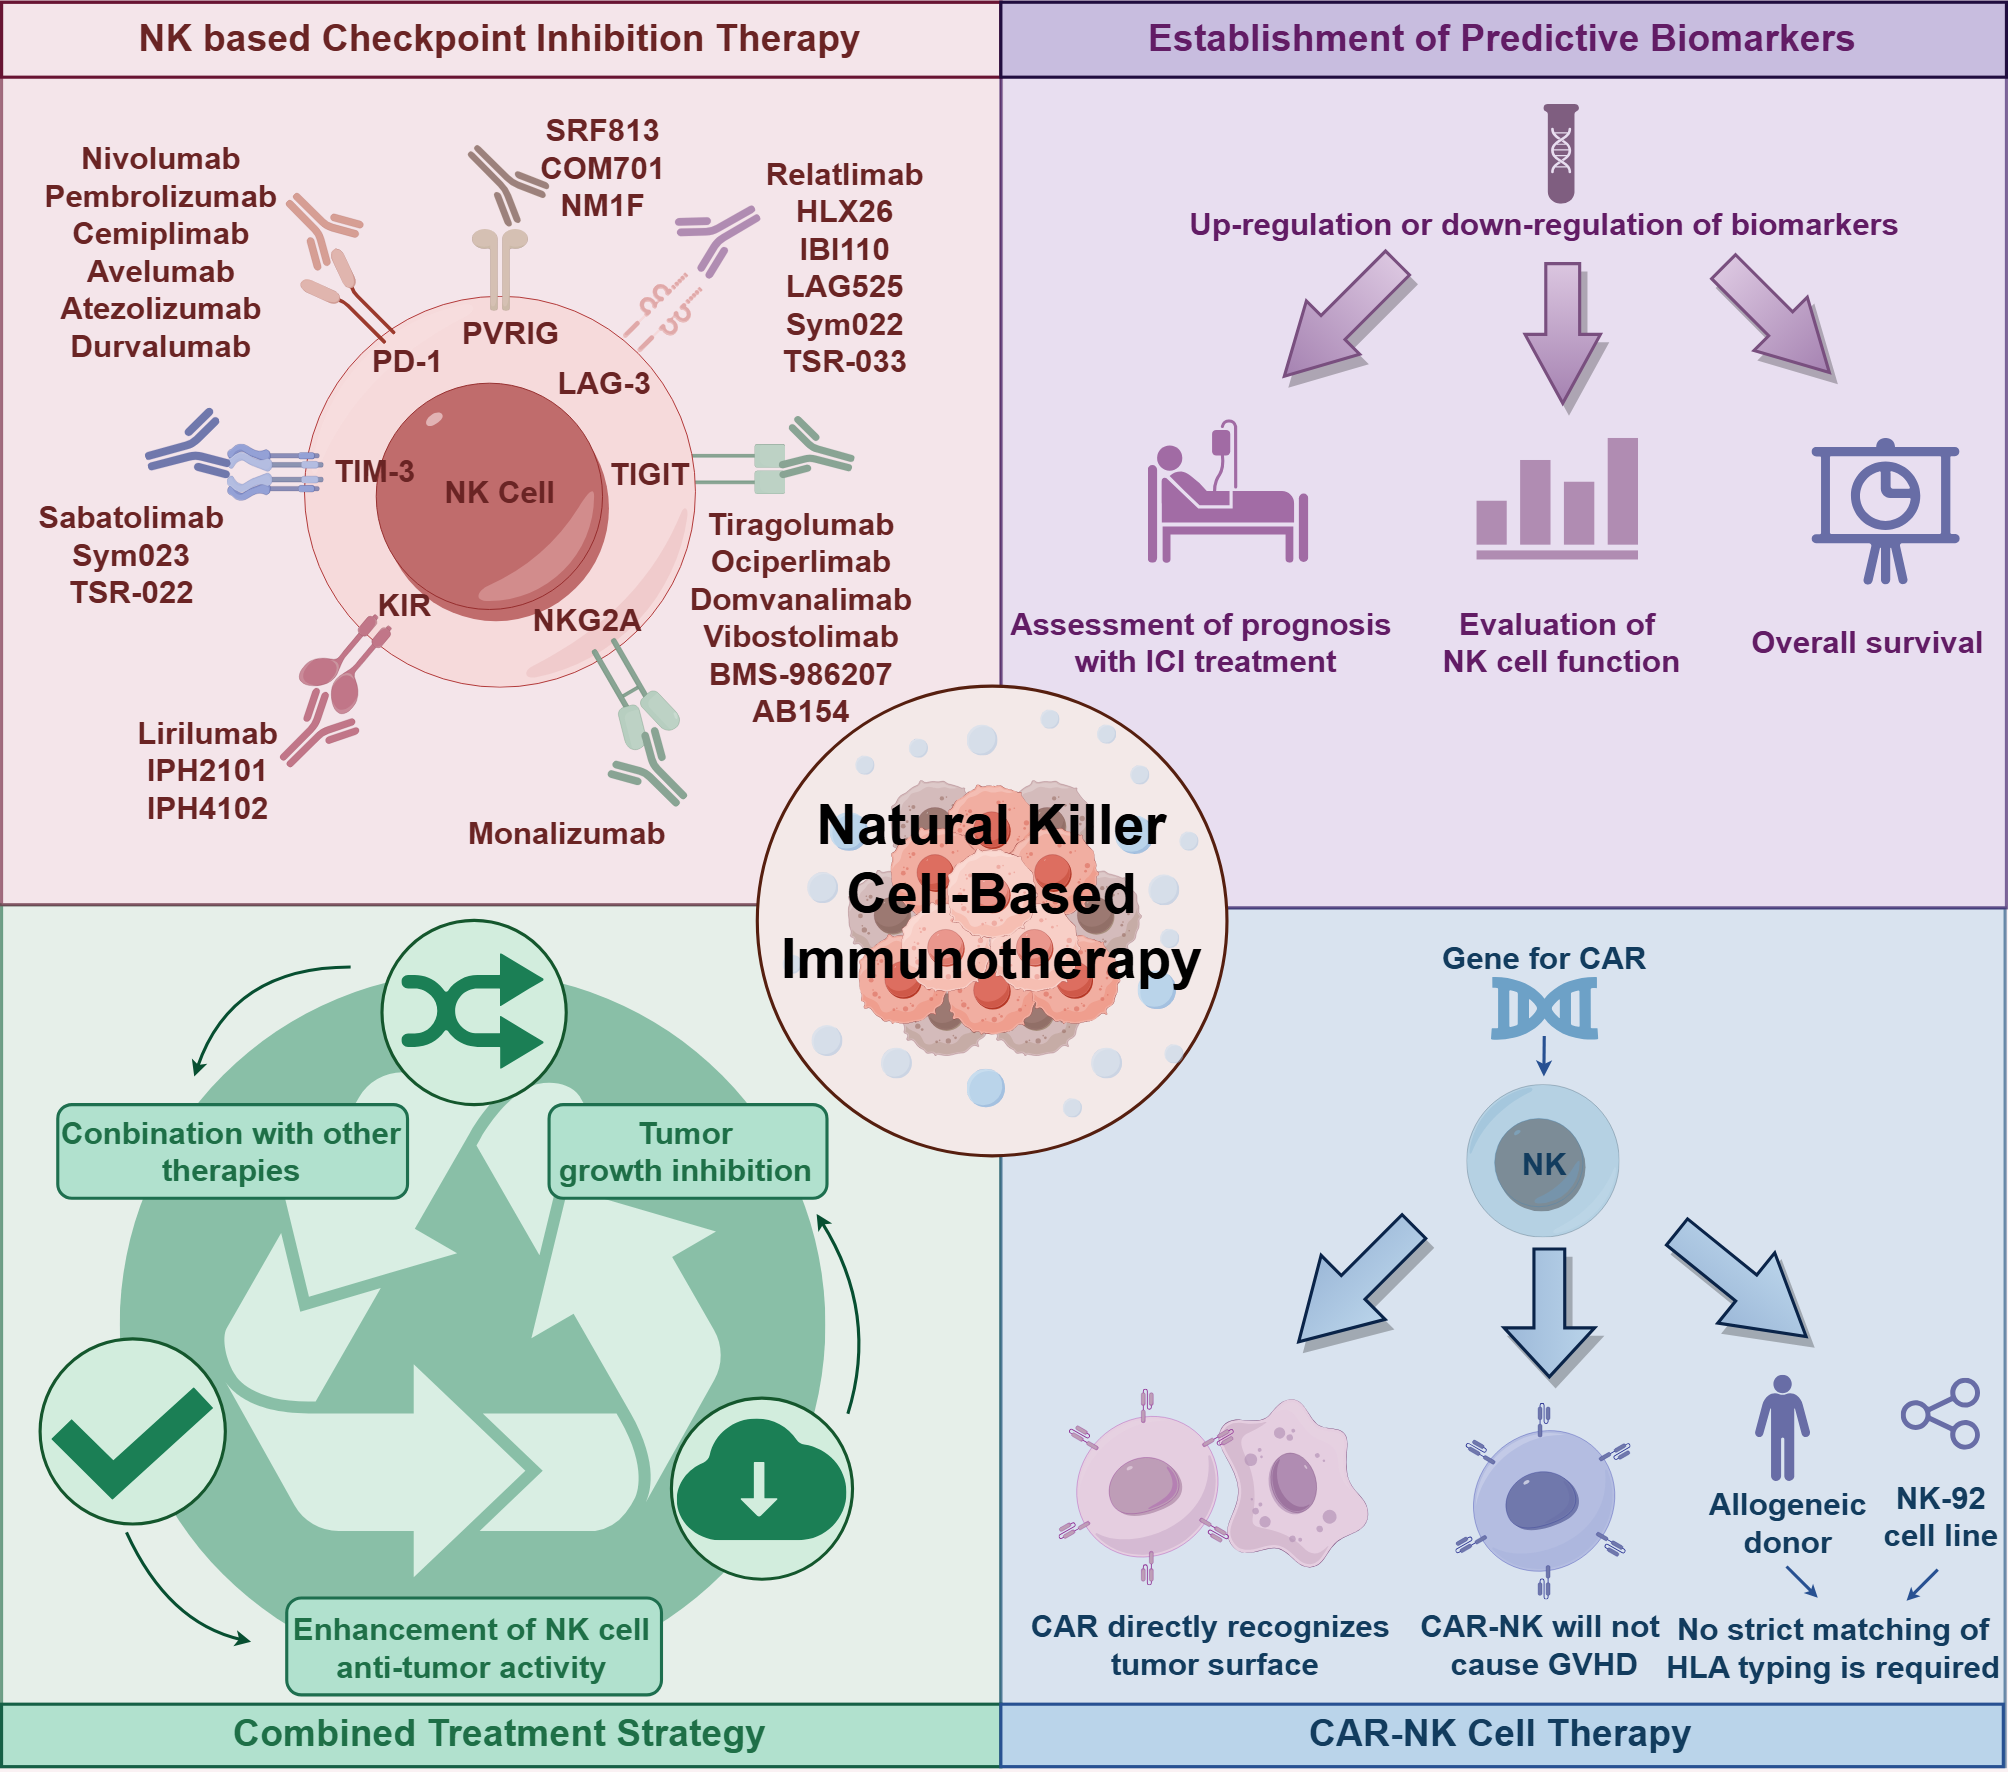 NK based Checkpoint Inhibition Therapy
Nivolumab
Pembrolizumab
Cemiplimab
Avelumab
Atezolizumab
Durvalumab
SRF813
COM701
NM1F
Relatlimab
HLX26
IBI110
LAG525
Sym022
TSR-033
PVRIG
PD-1
LAG-3
TIM-3
NK Cell
TIGIT
KIR
NKG2A
Sabatolimab
Sym023
TSR-022
Tiragolumab
Ociperlimab
Domvanalimab
Vibostolimab
BMS-986207
AB154
Lirilumab
IPH2101
IPH4102
Monalizumab
Establishment of Predictive Biomarkers
Up-regulation or down-regulation of biomarkers
Assessment of prognosis
with ICI treatment
Evaluation of
NK cell function
Overall survival
Natural Killer
Cell-Based
Immunotherapy
Conbination with other
therapies
Tumor
growth inhibition
Enhancement of NK cell
anti-tumor activity
Combined Treatment Strategy
Gene for CAR
NK
Allogeneic
donor
NK-92
cell line
CAR directly recognizes
tumor surface
CAR-NK will not
cause GVHD
No strict matching of
HLA typing is required
CAR-NK Cell Therapy